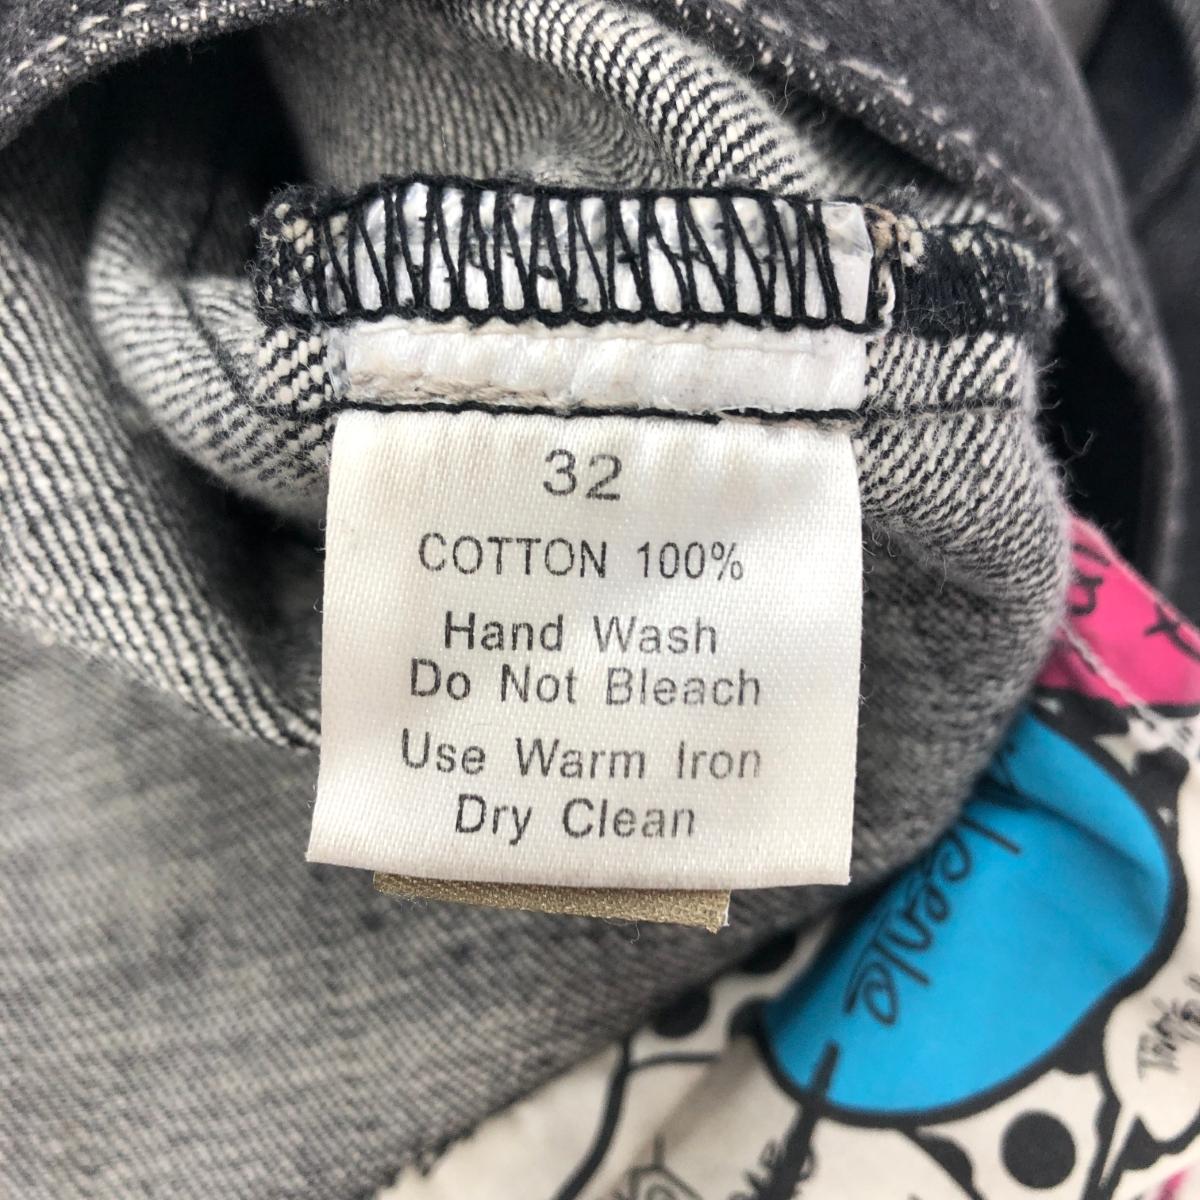 32
COTTON 100%
Hand Wash
Do Not Bleach
Use Warm Iron
Dry Clean